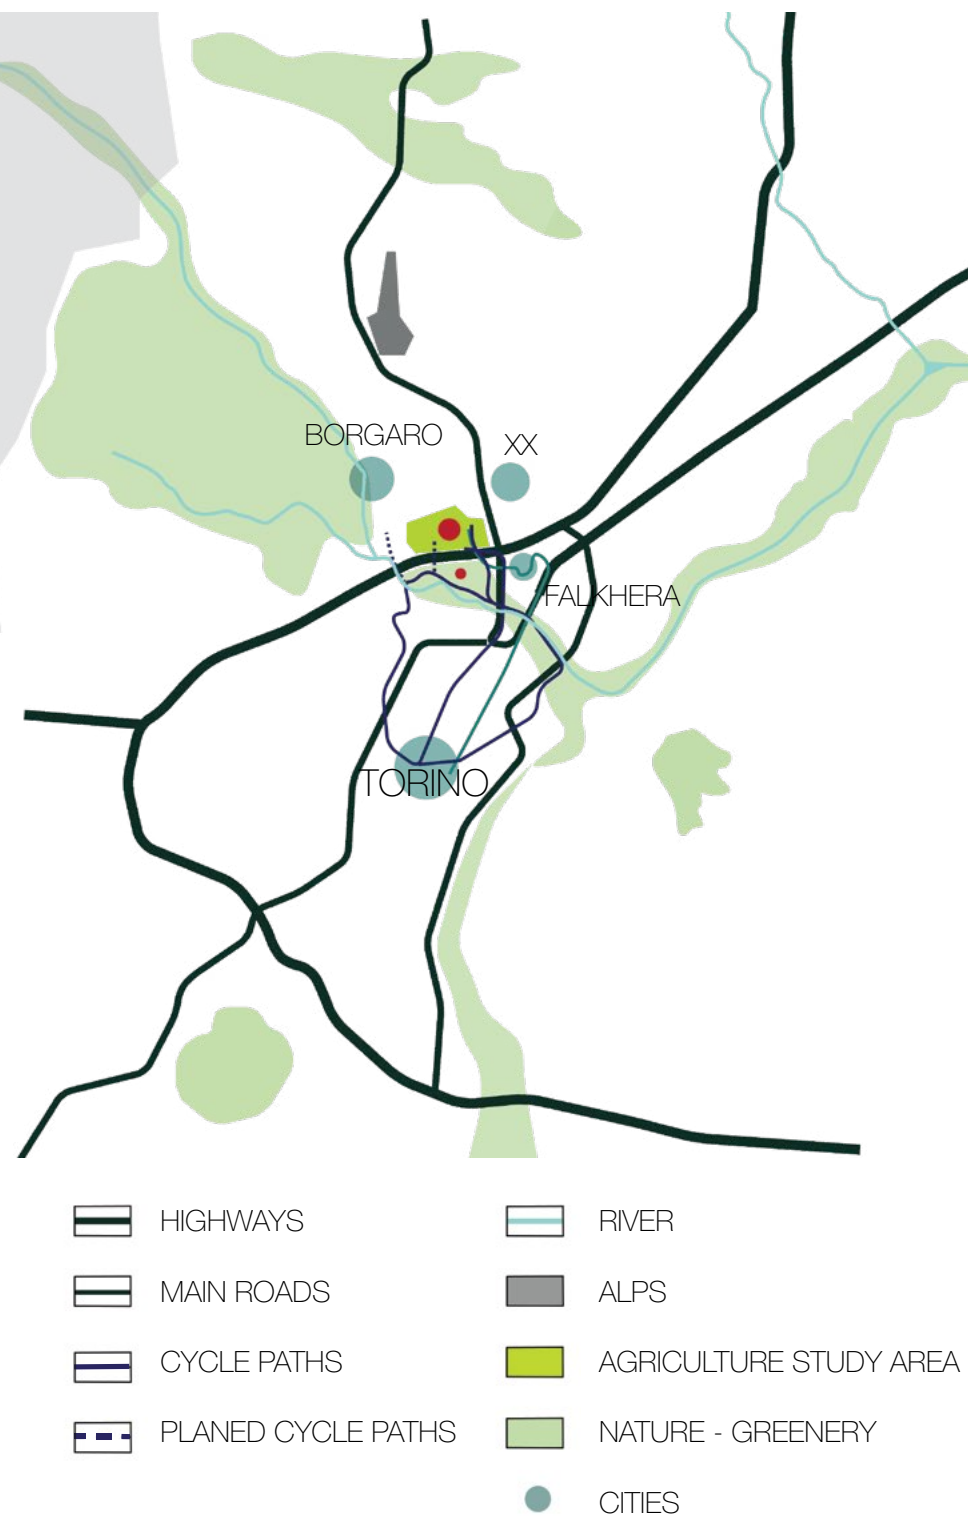 BORGARO
XX
FALKHERA
TORINO
HIGHWAYS
RIVER
MAIN ROADS
ALPS
CYCLE PATHS
AGRICULTURE STUDY AREA
PLANED CYCLE PATHS
NATURE - GREENERY
CITIES